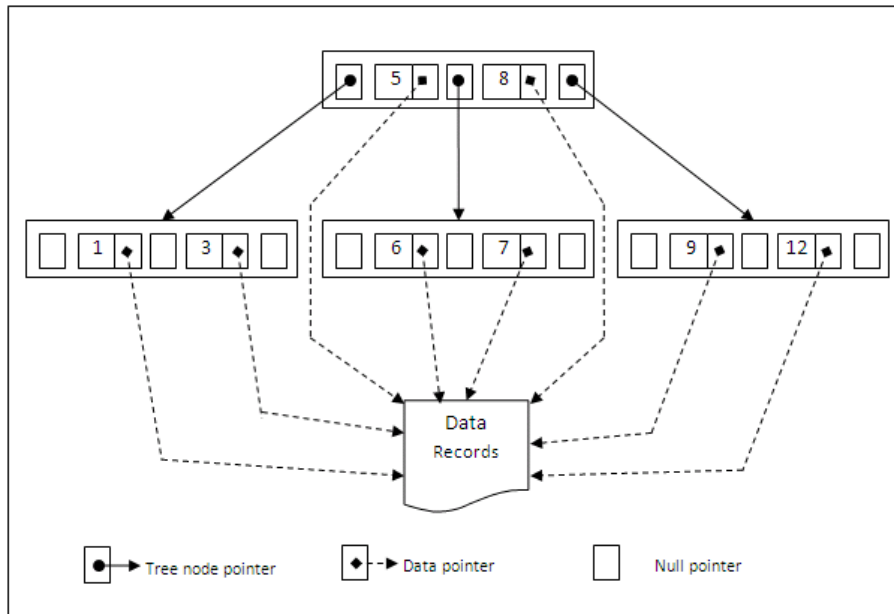 5 8
1 3 6 7 9 12
Data
Records
Tree node pointer Data pointer Null pointer